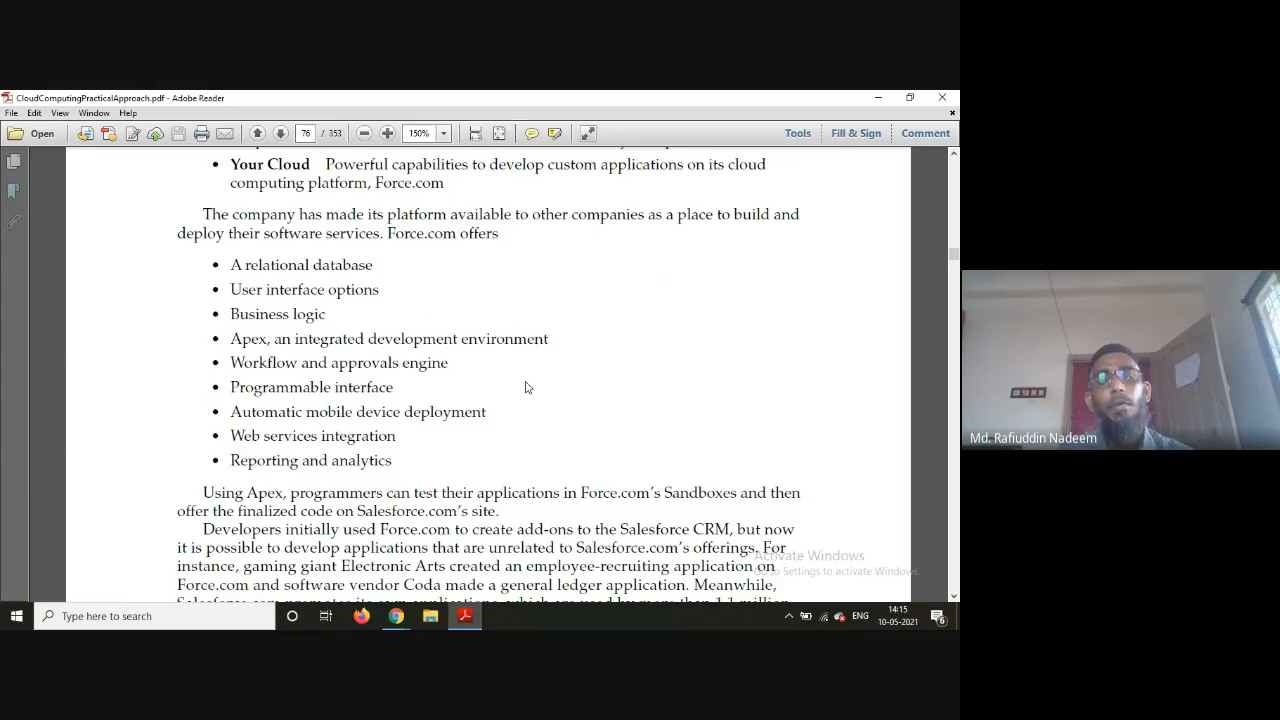 CloudComputingPracticalApproach.pdf - Adobe Reader
File Edit View Window Help
Open 76 / 353 150% Tools Fill & Sign Comment
• Your Cloud Powerful capabilities to develop custom applications on its cloud
computing platform, Force.com
The company has made its platform available to other companies as a place to build and
deploy their software services. Force.com offers
• A relational database
• User interface options
• Business logic
• Apex, an integrated development environment
• Workflow and approvals engine
• Programmable interface
• Automatic mobile device deployment
• Web services integration
• Reporting and analytics
Using Apex, programmers can test their applications in Force.com's Sandboxes and then
offer the finalized code on Salesforce.com's site.
Developers initially used Force.com to create add-ons to the Salesforce CRM, but now
it is possible to develop applications that are unrelated to Salesforce.com's offerings. For
instance, gaming giant Electronic Arts created an employee-recruiting application on
Force.com and software vendor Coda made a general ledger application. Meanwhile,
Activate Windows
Go to Settings to activate Windows.
Md. Rafiuddin Nadeem
Type here to search
ENG
14:15
10-05-2021
6